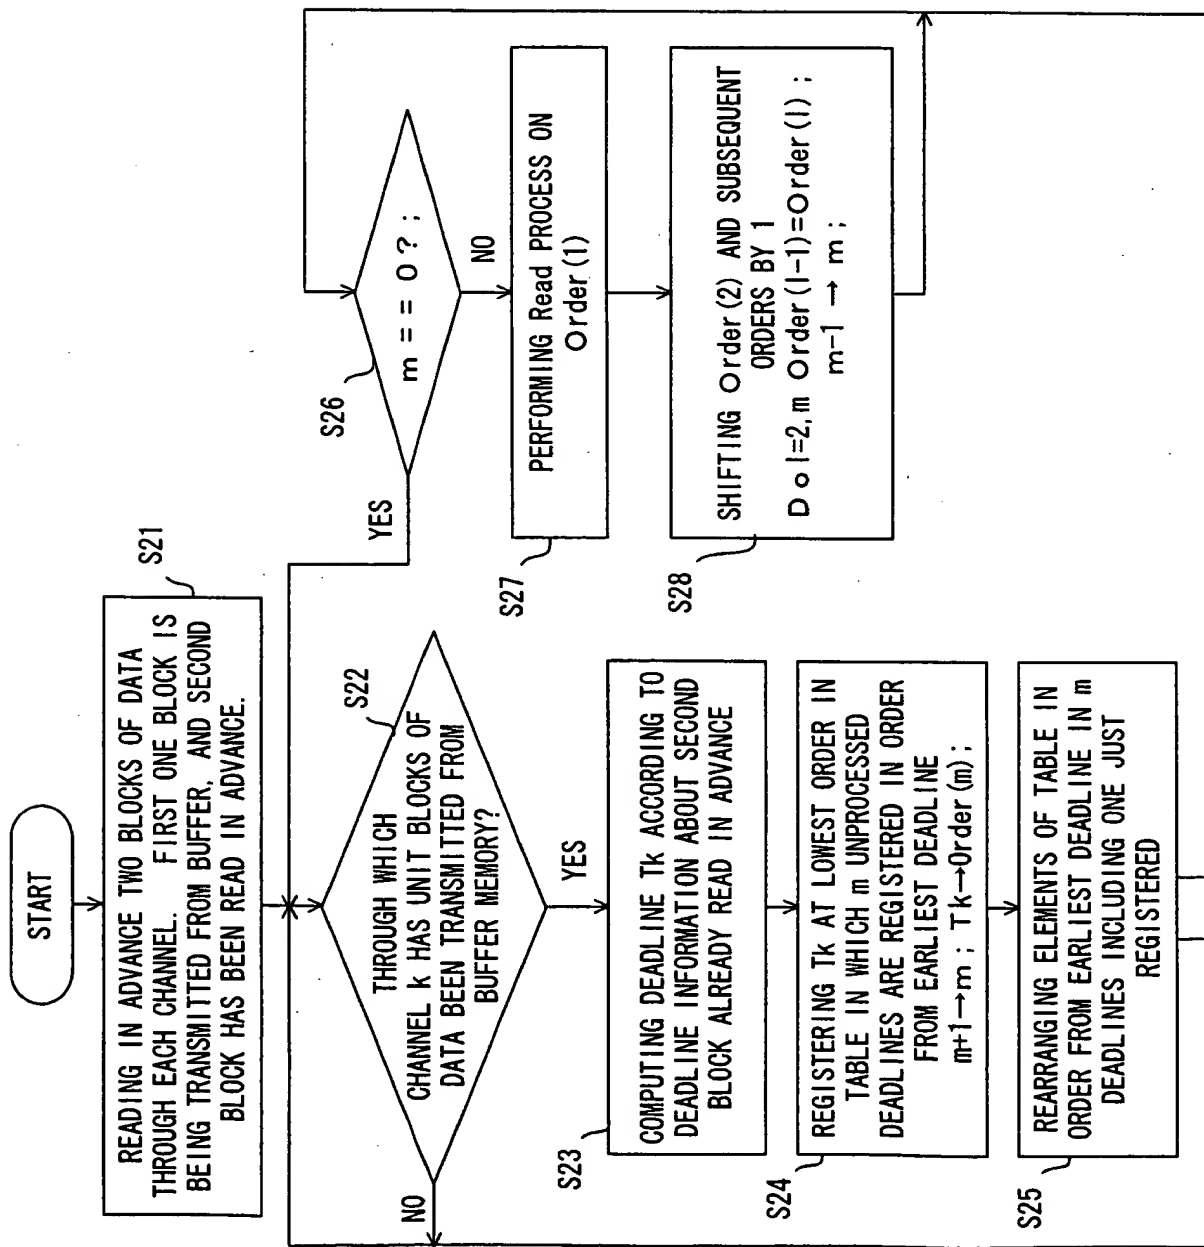 START
READING IN ADVANCE TWO BLOCKS OF DATA
THROUGH EACH CHANNEL. FIRST ONE BLOCK IS
BEING TRANSMITTED FROM BUFFER, AND SECOND
BLOCK HAS BEEN READ IN ADVANCE.
S21
THROUGH WHICH
CHANNEL k HAS UNIT BLOCKS OF
DATA BEEN TRANSMITTED FROM
BUFFER MEMORY?
S22
NO
YES
COMPUTING DEADLINE Tk ACCORDING TO
DEADLINE INFORMATION ABOUT SECOND
BLOCK ALREADY READ IN ADVANCE
S23
REGISTERING Tk AT LOWEST ORDER IN
TABLE IN WHICH m UNPROCESSED
DEADLINES ARE REGISTERED IN ORDER
FROM EARLIEST DEADLINE
m+1→m ; Tk→Order(m);
S24
REARRANGING ELEMENTS OF TABLE IN
ORDER FROM EARLIEST DEADLINE IN m
DEADLINES INCLUDING ONE JUST
REGISTERED
S25
m == 0 ? ;
S26
YES
NO
PERFORMING Read PROCESS ON
Order(1)
S27
SHIFTING Order(2) AND SUBSEQUENT
ORDERS BY 1
Do l=2,m Order(l-1)=Order(l) ;
m-1 → m ;
S28